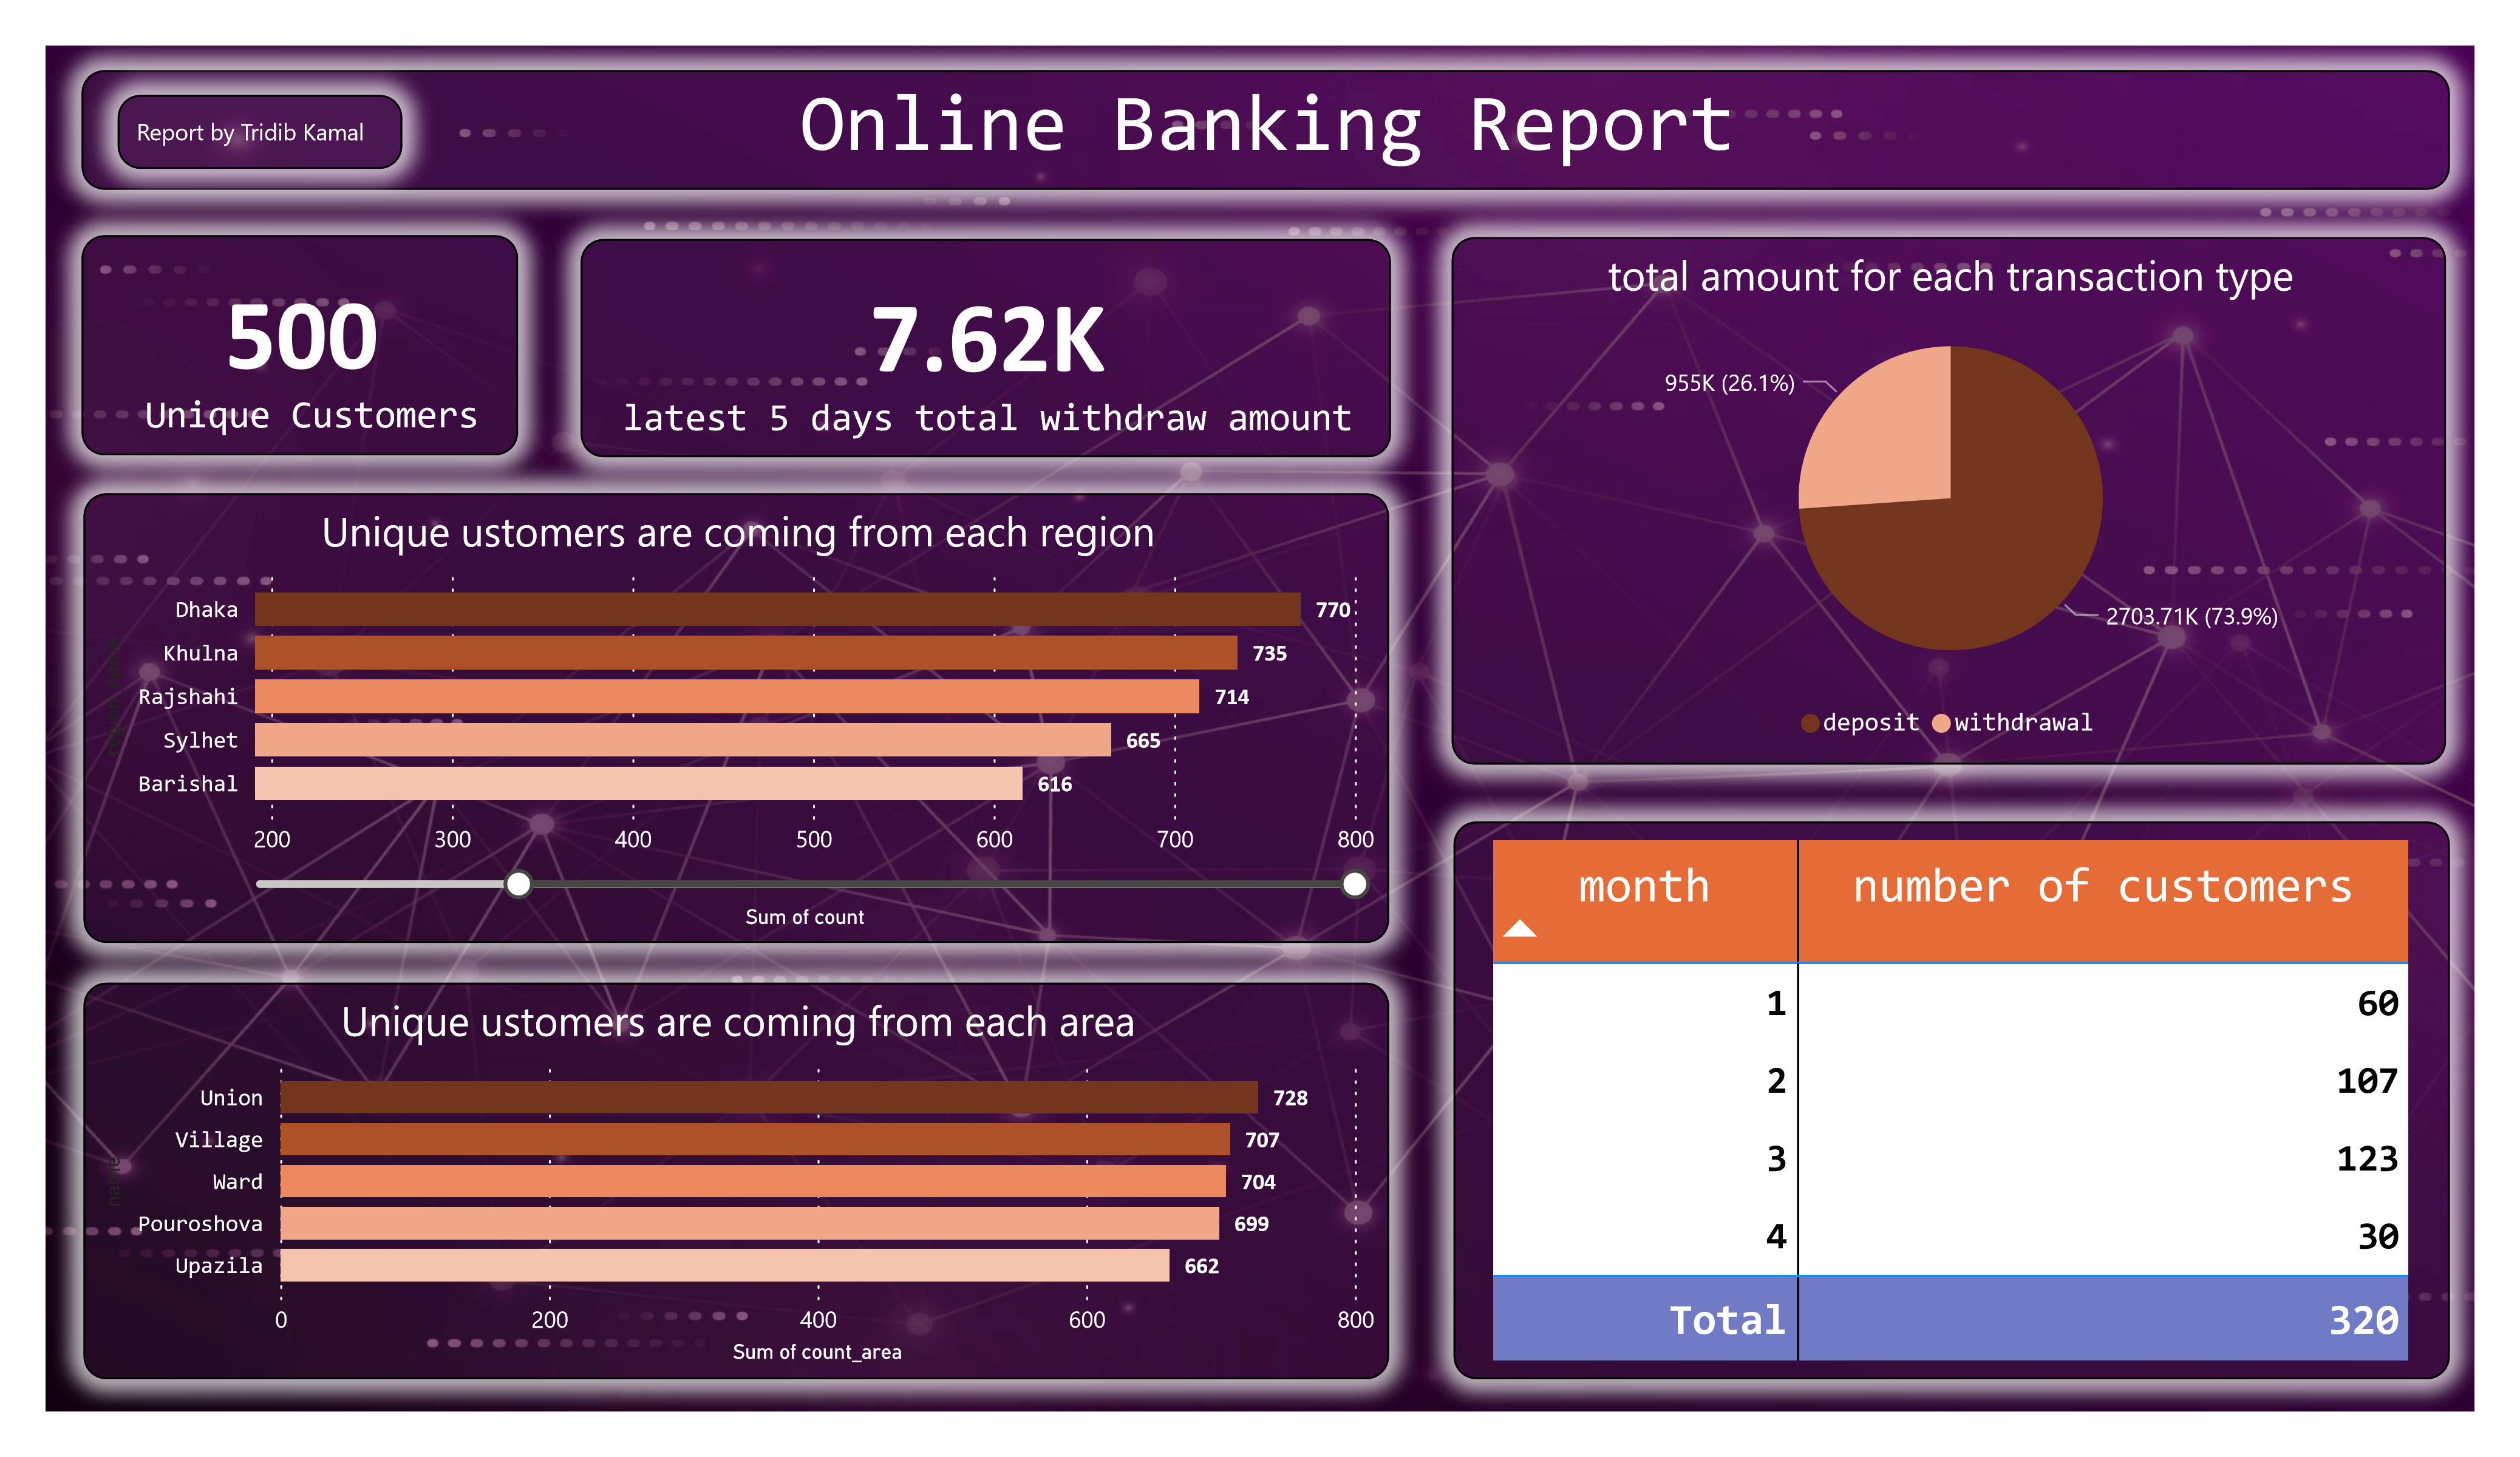 Report by Tridib Kamal
Online Banking Report
500
Unique Customers
7.62K
latest 5 days total withdraw amount
total amount for each transaction type
955K (26.1%)
2703.71K (73.9%)
deposit withdrawal
Unique ustomers are coming from each region
Dhaka 770
Khulna 735
Rajshahi 714
Sylhet 665
Barishal 616
200 300 400 500 600 700 800
Sum of count
Unique ustomers are coming from each area
name
Union 728
Village 707
Ward 704
Pouroshova 699
Upazila 662
0 200 400 600 800
Sum of count_area
month number of customers
1 60
2 107
3 123
4 30
Total 320